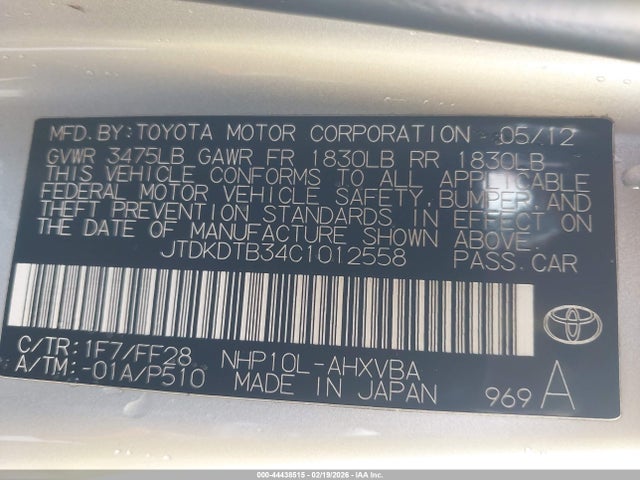 MFD.BY:TOYOTA MOTOR CORPORATION 05/12
GVWR 3475LB GAWR FR 1830LB RR 1830LB
THIS VEHICLE CONFORMS TO ALL APPLICABLE
FEDERAL MOTOR VEHICLE SAFETY, BUMPER, AND
THEFT PREVENTION STANDARDS IN EFFECT ON
THE DATE OF MANUFACTURE SHOWN ABOVE.
JTDKDTB34C1012558 PASS.CAR
C/TR:1F7/FF28 NHP10L-AHXVBA
A/TM:-01A/P510 MADE IN JAPAN 969 A
000-44438515 - 02/19/2026 - IAA Inc.